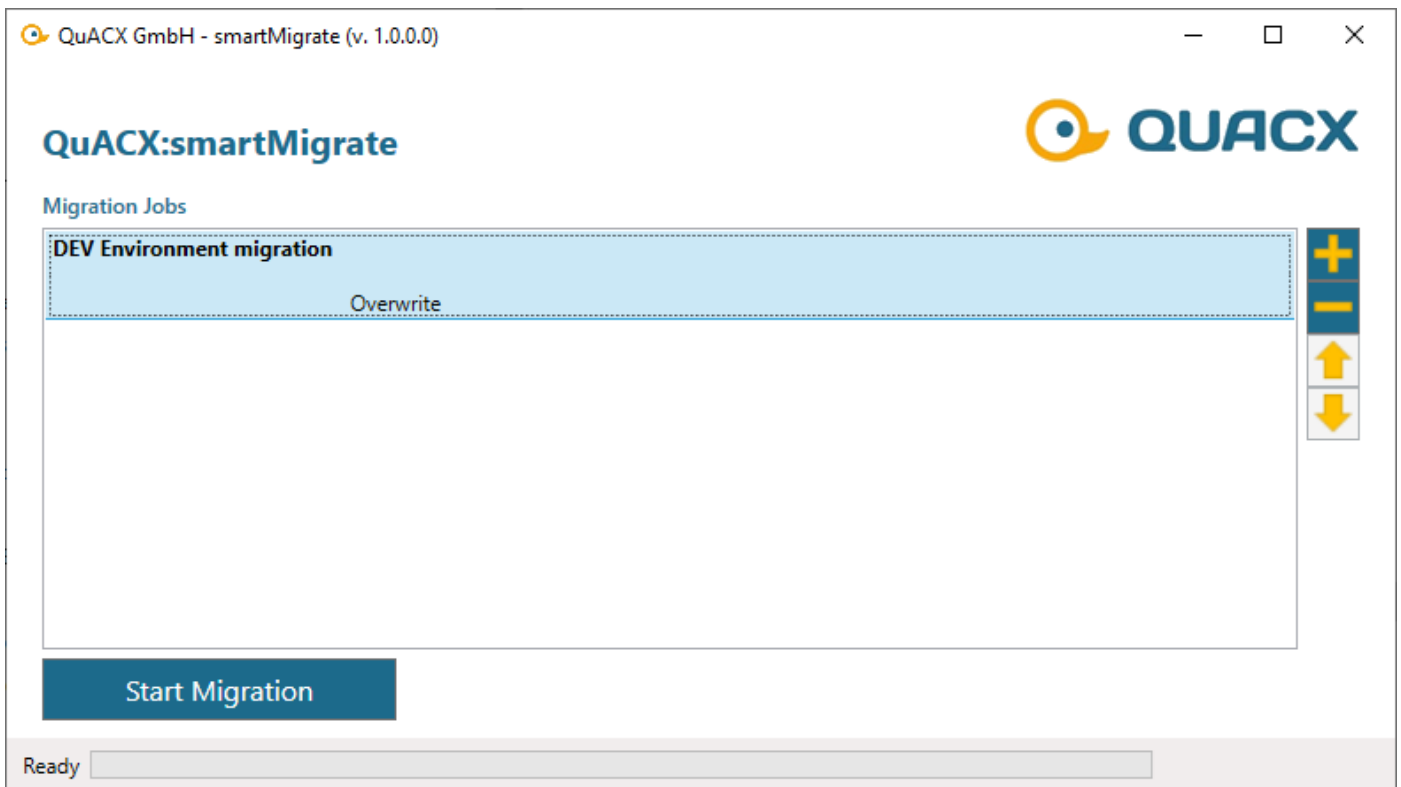 QuACX GmbH - smartMigrate (v. 1.0.0.0)
QUACX
QuACX:smartMigrate
Migration Jobs
DEV Environment migration
Overwrite
Start Migration
Ready